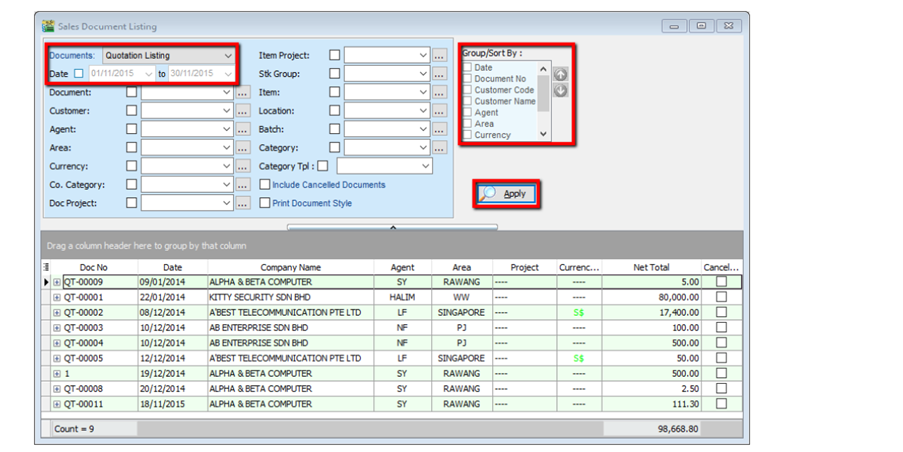 Sales Document Listing
Documents: Quotation Listing
Date 01/11/2015 to 30/11/2015
Document:
Customer:
Agent:
Area:
Currency:
Co. Category:
Doc Project:
Item Project:
Stk Group:
Item:
Location:
Batch:
Category:
Category Tpl :
Include Cancelled Documents
Print Document Style
Group/Sort By :
Date
Document No
Customer Code
Customer Name
Agent
Area
Currency
Apply
Drag a column header here to group by that column
Doc No Date Company Name Agent Area Project Currenc... Net Total Cancel...
QT-00009 09/01/2014 ALPHA & BETA COMPUTER SY RAWANG ---- ---- 5.00
QT-00001 22/01/2014 KITTY SECURITY SDN BHD HALIM WW ---- ---- 80,000.00
QT-00002 08/12/2014 A'BEST TELECOMMUNICATION PTE LTD LF SINGAPORE ---- S$ 17,400.00
QT-00003 10/12/2014 AB ENTERPRISE SDN BHD NF PJ ---- ---- 100.00
QT-00004 10/12/2014 AB ENTERPRISE SDN BHD NF PJ ---- ---- 500.00
QT-00005 12/12/2014 A'BEST TELECOMMUNICATION PTE LTD LF SINGAPORE ---- S$ 50.00
1 19/12/2014 ALPHA & BETA COMPUTER SY RAWANG ---- ---- 500.00
QT-00008 20/12/2014 ALPHA & BETA COMPUTER SY RAWANG ---- ---- 2.50
QT-00011 18/11/2015 ALPHA & BETA COMPUTER SY RAWANG ---- ---- 111.30
Count = 9 98,668.80